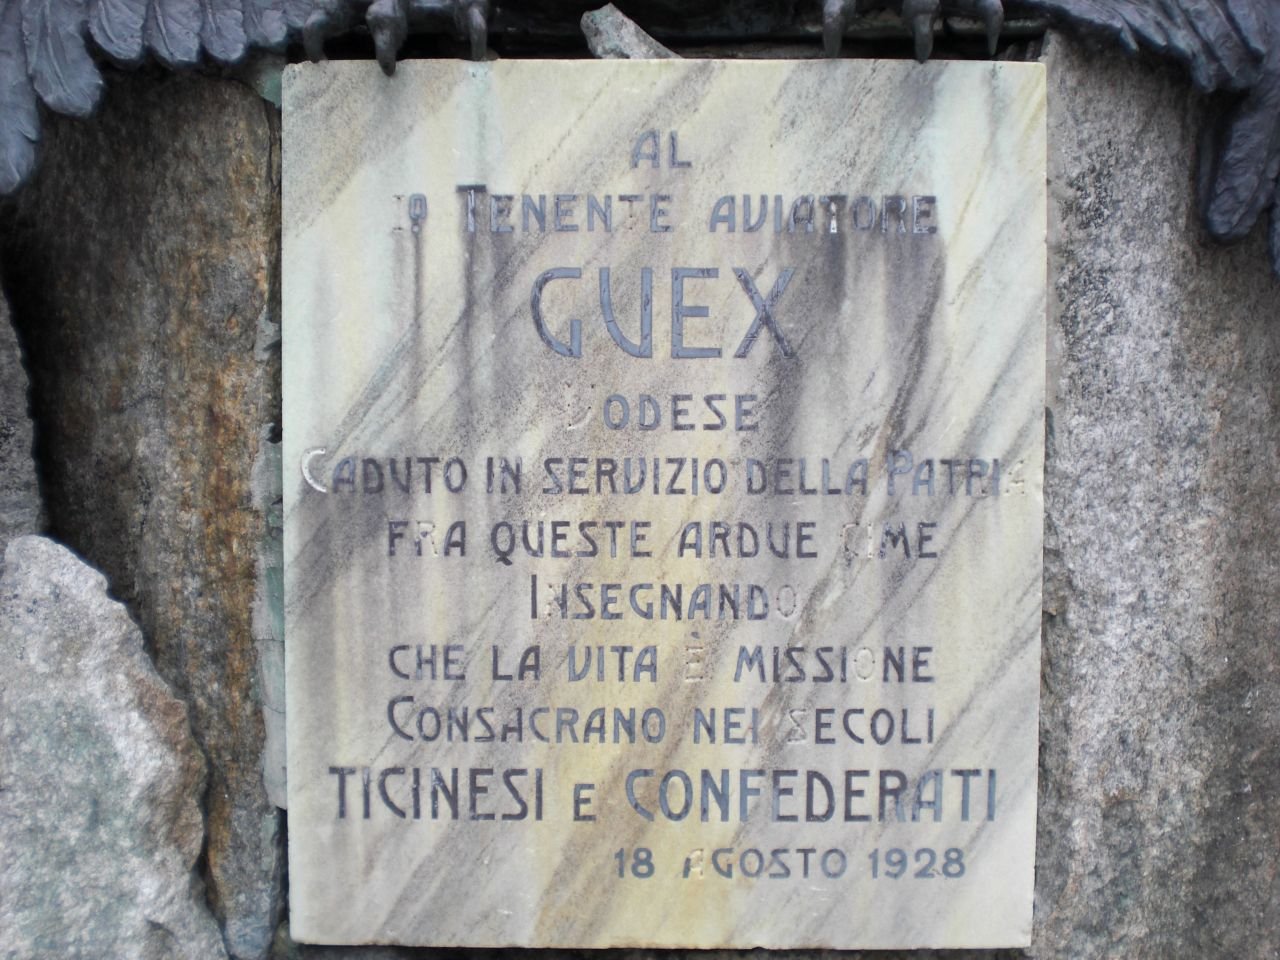 AL
1º TENENTE AVIATORE
GUEX
VODESE
CADUTO IN SERVIZIO DELLA PATRIA
FRA QUESTE ARDUE CIME
INSEGNANDO
CHE LA VITA È MISSIONE
CONSACRANO NEI SECOLI
TICINESI E CONFEDERATI
18 AGOSTO 1928